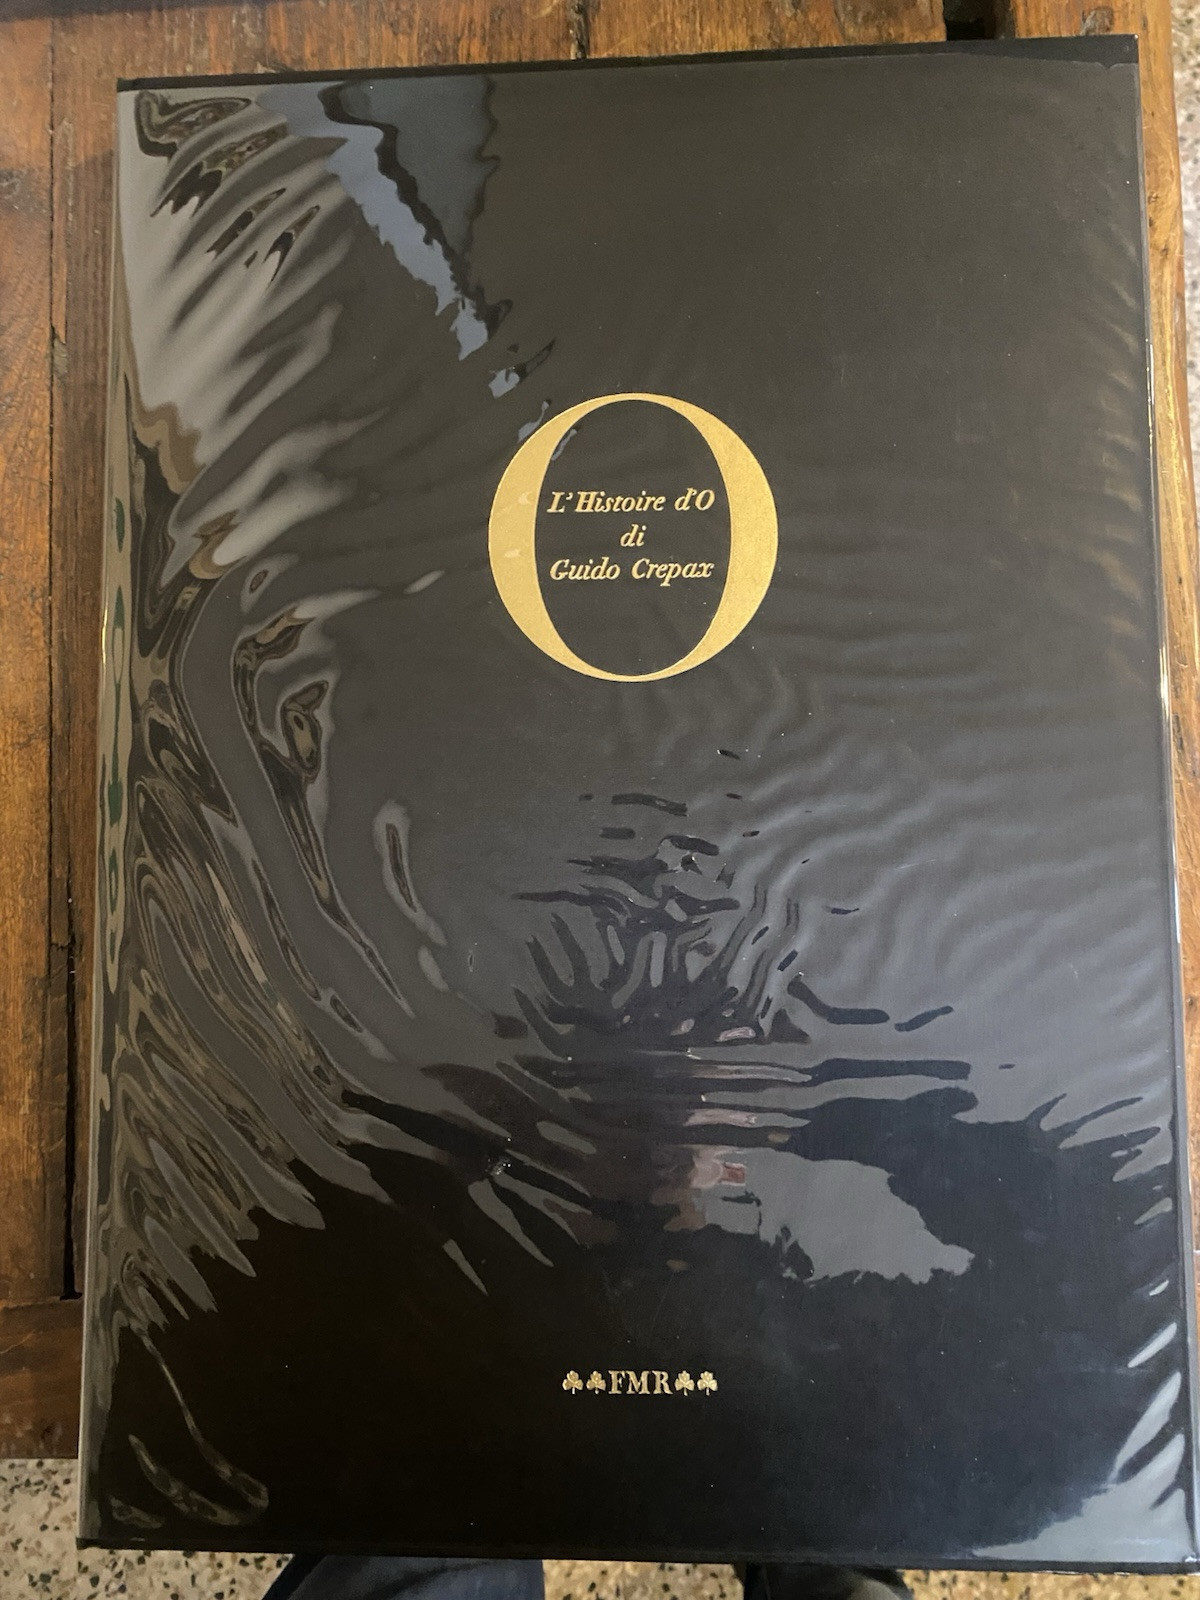 O
L'Histoire d'O
di
Guido Crepax
FMR